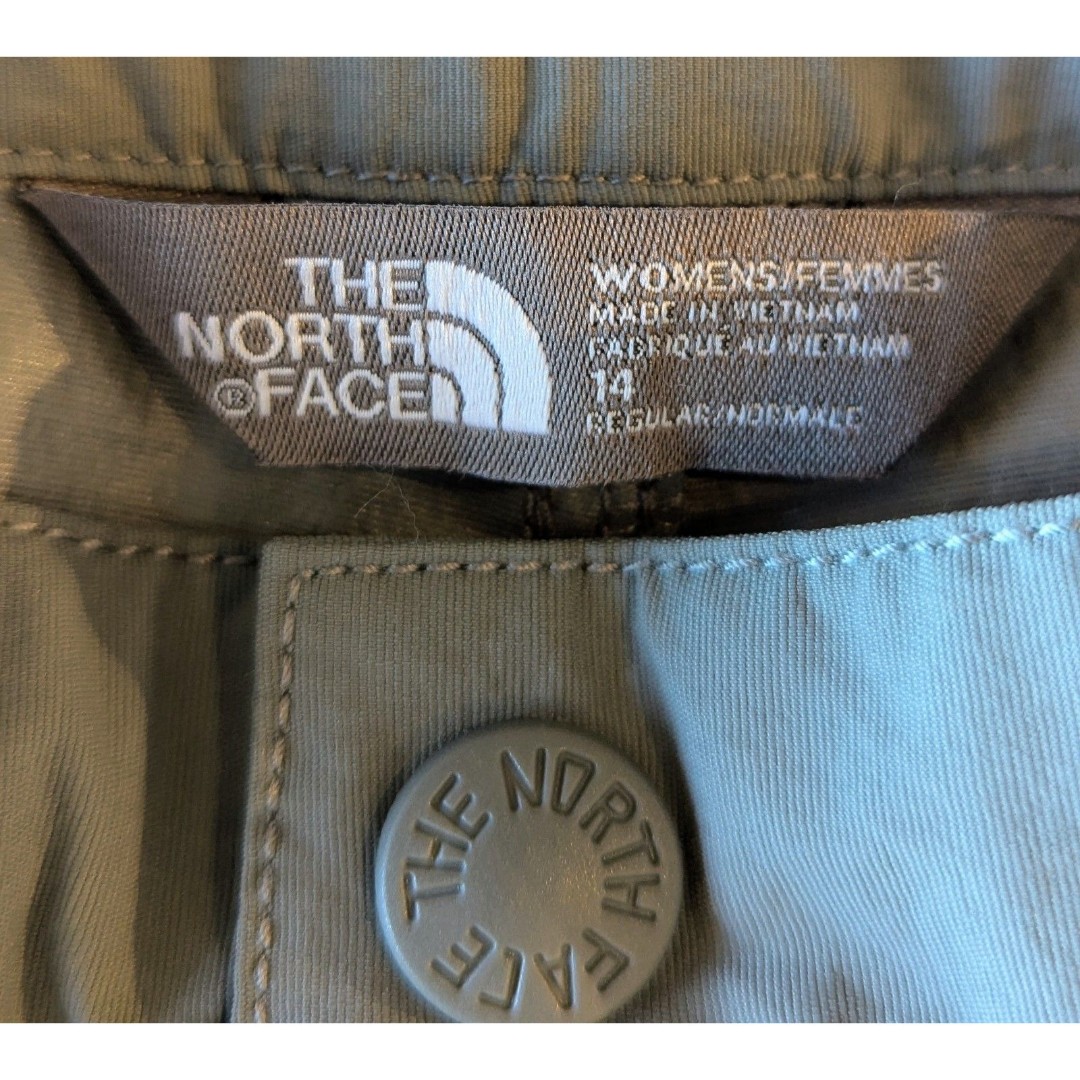 THE
NORTH
®FACE
WOMENS/FEMMES
MADE IN VIETNAM
FABRIQUÉ AU VIETNAM
14
REGULAR/NORMALE
THE NORTH FACE